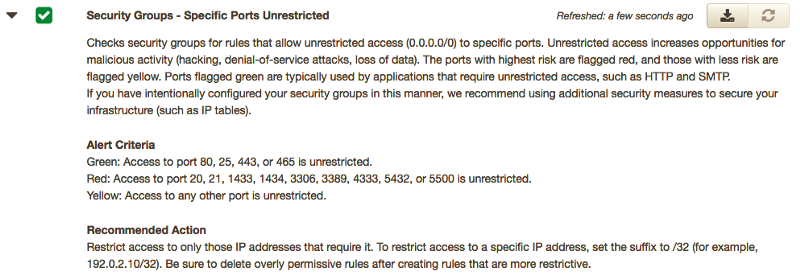 Security Groups - Specific Ports Unrestricted
Refreshed: a few seconds ago
Checks security groups for rules that allow unrestricted access (0.0.0.0/0) to specific ports. Unrestricted access increases opportunities for
malicious activity (hacking, denial-of-service attacks, loss of data). The ports with highest risk are flagged red, and those with less risk are
flagged yellow. Ports flagged green are typically used by applications that require unrestricted access, such as HTTP and SMTP.
If you have intentionally configured your security groups in this manner, we recommend using additional security measures to secure your
infrastructure (such as IP tables).
Alert Criteria
Green: Access to port 80, 25, 443, or 465 is unrestricted.
Red: Access to port 20, 21, 1433, 1434, 3306, 3389, 4333, 5432, or 5500 is unrestricted.
Yellow: Access to any other port is unrestricted.
Recommended Action
Restrict access to only those IP addresses that require it. To restrict access to a specific IP address, set the suffix to /32 (for example,
192.0.2.10/32). Be sure to delete overly permissive rules after creating rules that are more restrictive.